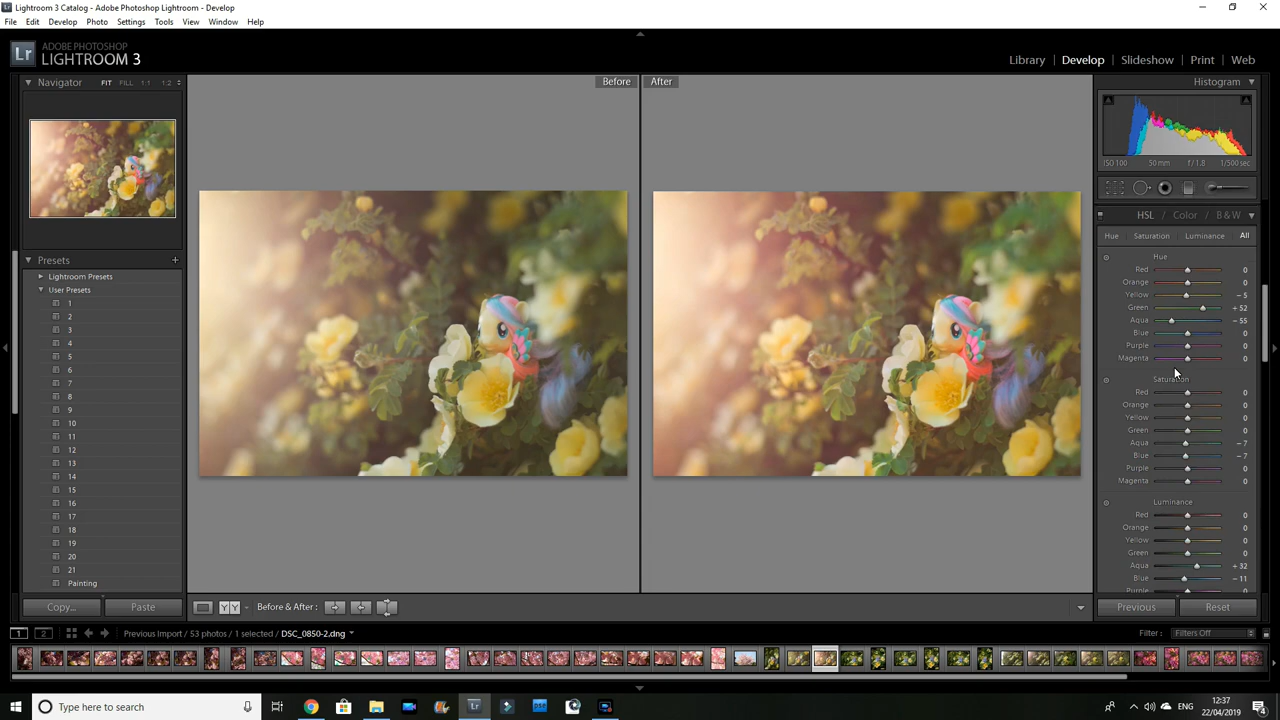 Lightroom 3 Catalog - Adobe Photoshop Lightroom - Develop
File Edit Develop Photo Settings Tools View Window Help
Lr ADOBE PHOTOSHOP
LIGHTROOM 3
Library | Develop | Slideshow | Print | Web
Navigator FIT FILL 1:1 1:2
Before After
Histogram
ISO 100 50 mm f / 1.8 1/500 sec
HSL / Color / B & W
Hue Saturation Luminance All
Hue
Red 0
Orange 0
Yellow - 5
Green + 52
Aqua - 55
Blue 0
Purple 0
Magenta 0
Saturation
Red 0
Orange 0
Yellow 0
Green 0
Aqua - 7
Blue - 7
Purple 0
Magenta 0
Luminance
Red 0
Orange 0
Yellow 0
Green 0
Aqua + 32
Blue - 11
Purple 0
Presets +
Lightroom Presets
User Presets
1
2
3
4
5
6
7
8
9
10
11
12
13
14
15
16
17
18
19
20
21
Painting
Copy... Paste
YY Before & After :
Previous Reset
1 2 Previous Import / 53 photos / 1 selected / DSC_0850-2.dng
Filter : Filters Off
Type here to search
ENG
12:37
22/04/2019
4